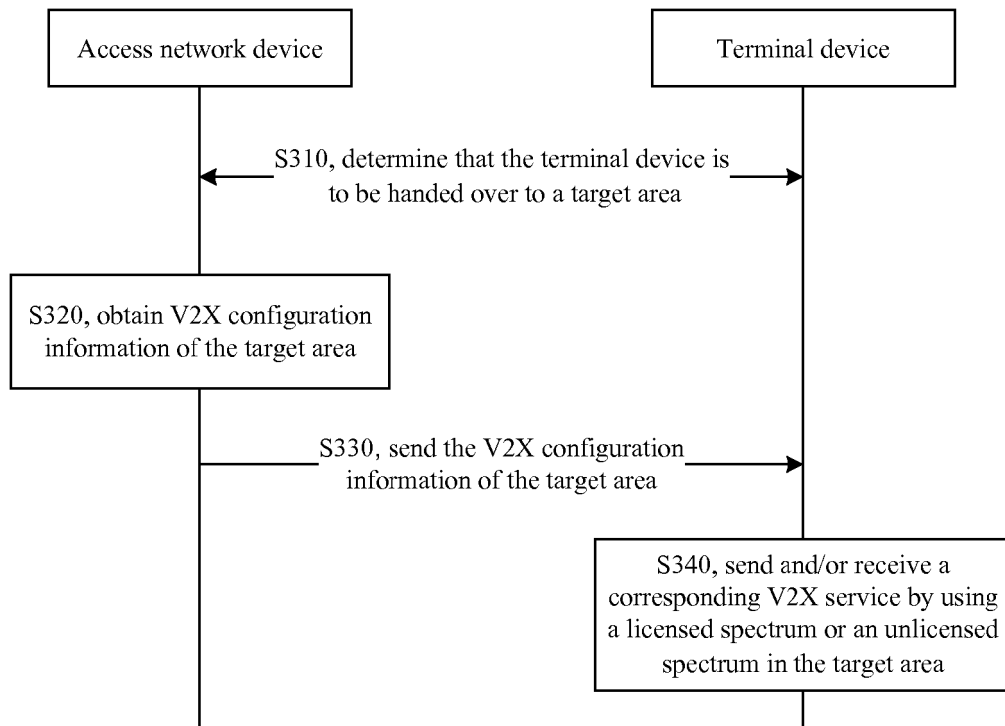 Access network device
Terminal device
S310, determine that the terminal device is
to be handed over to a target area
S320, obtain V2X configuration
information of the target area
S330, send the V2X configuration
information of the target area
S340, send and/or receive a
corresponding V2X service by using
a licensed spectrum or an unlicensed
spectrum in the target area